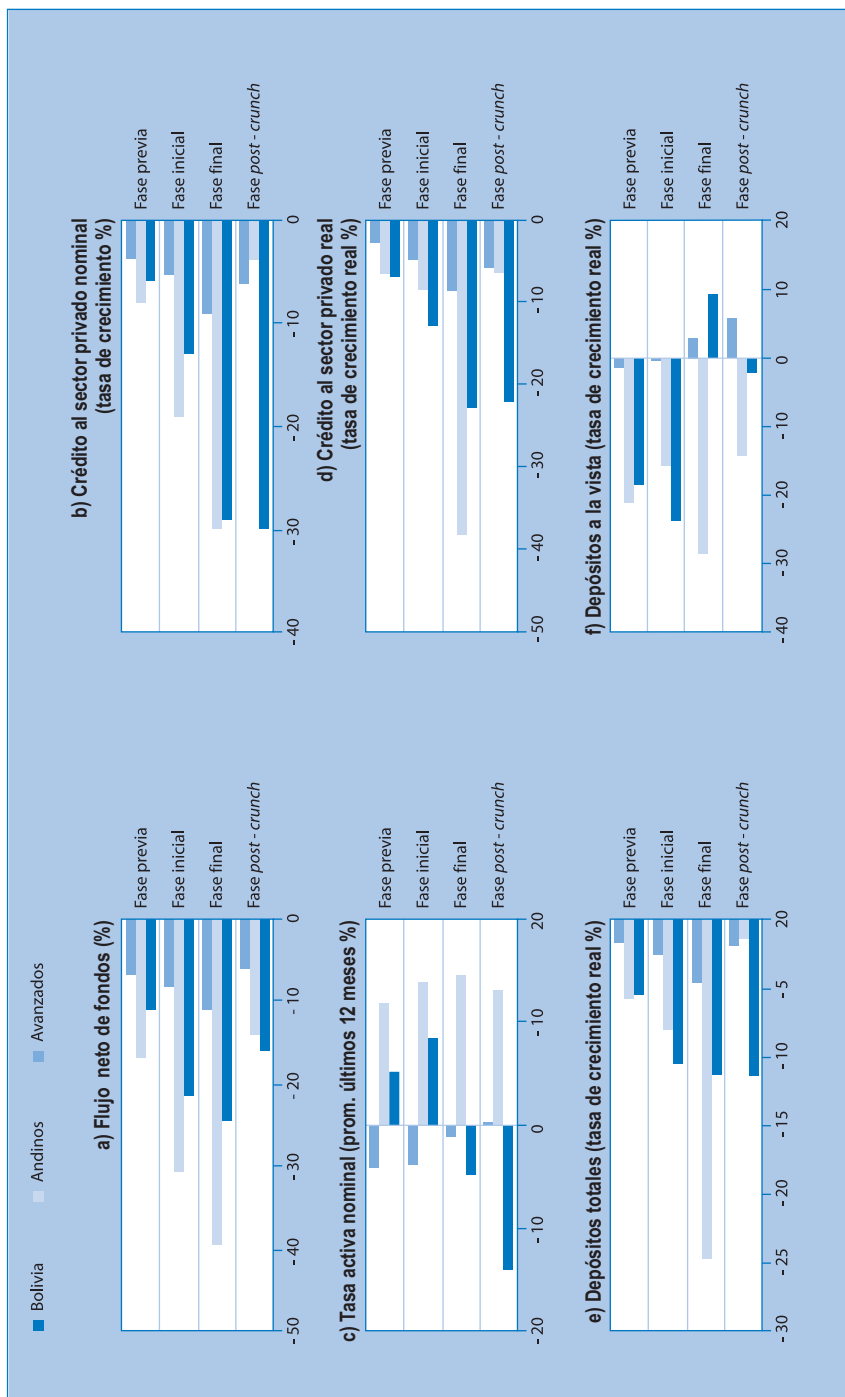 Bolivia
Andinos
Avanzados
a) Flujo neto de fondos (%)
0
- 10
- 20
- 30
- 40
- 50
Fase previa
Fase inicial
Fase final
Fase post - crunch
b) Crédito al sector privado nominal
(tasa de crecimiento %)
0
- 10
- 20
- 30
- 40
Fase previa
Fase inicial
Fase final
Fase post - crunch
c) Tasa activa nominal (prom. últimos 12 meses %)
20
- 10
0
- 10
- 20
Fase previa
Fase inicial
Fase final
Fase post - crunch
d) Crédito al sector privado real
(tasa de crecimiento real %)
0
- 10
- 20
- 30
- 40
- 50
Fase previa
Fase inicial
Fase final
Fase post - crunch
e) Depósitos totales (tasa de crecimiento real %)
20
- 5
- 10
- 15
- 20
- 25
- 30
Fase previa
Fase inicial
Fase final
Fase post - crunch
f) Depósitos a la vista (tasa de crecimiento real %)
20
10
0
- 10
- 20
- 30
- 40
Fase previa
Fase inicial
Fase final
Fase post - crunch